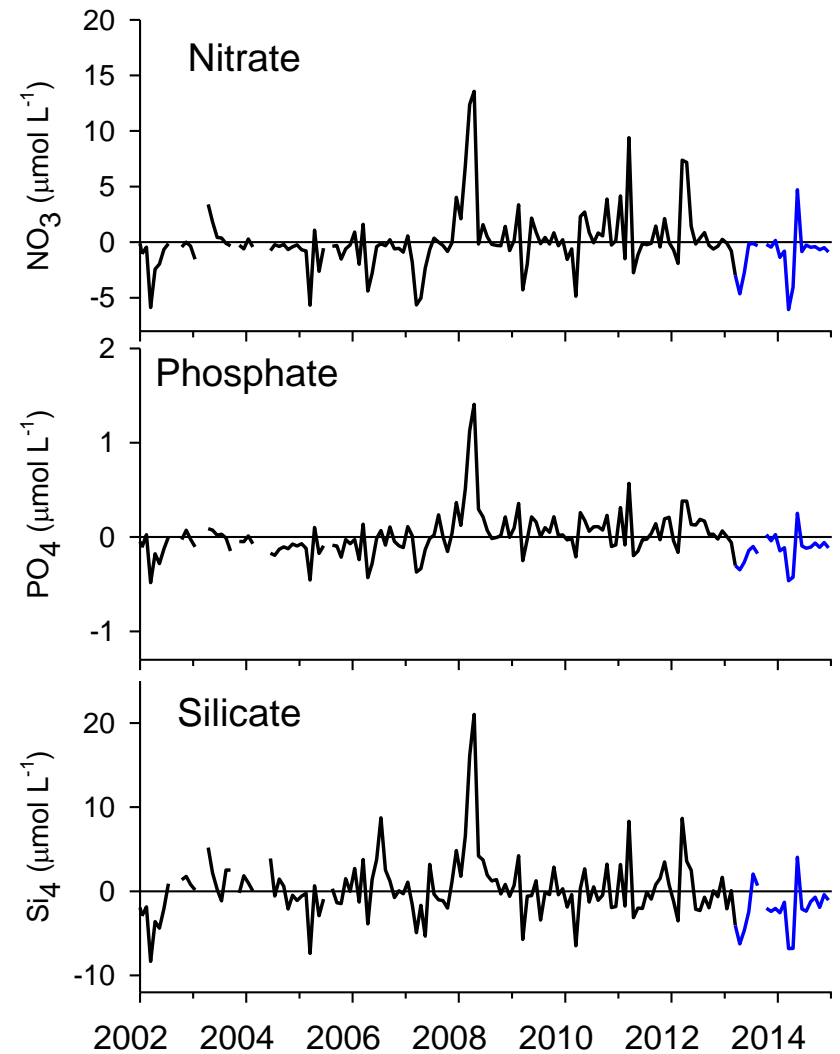 Nitrate
20
15
10
5
0
-5
NO3 (μmol L-1)
Phosphate
2
1
0
-1
PO4 (μmol L-1)
Silicate
20
10
0
-10
Si4 (μmol L-1)
2002 2004 2006 2008 2010 2012 2014